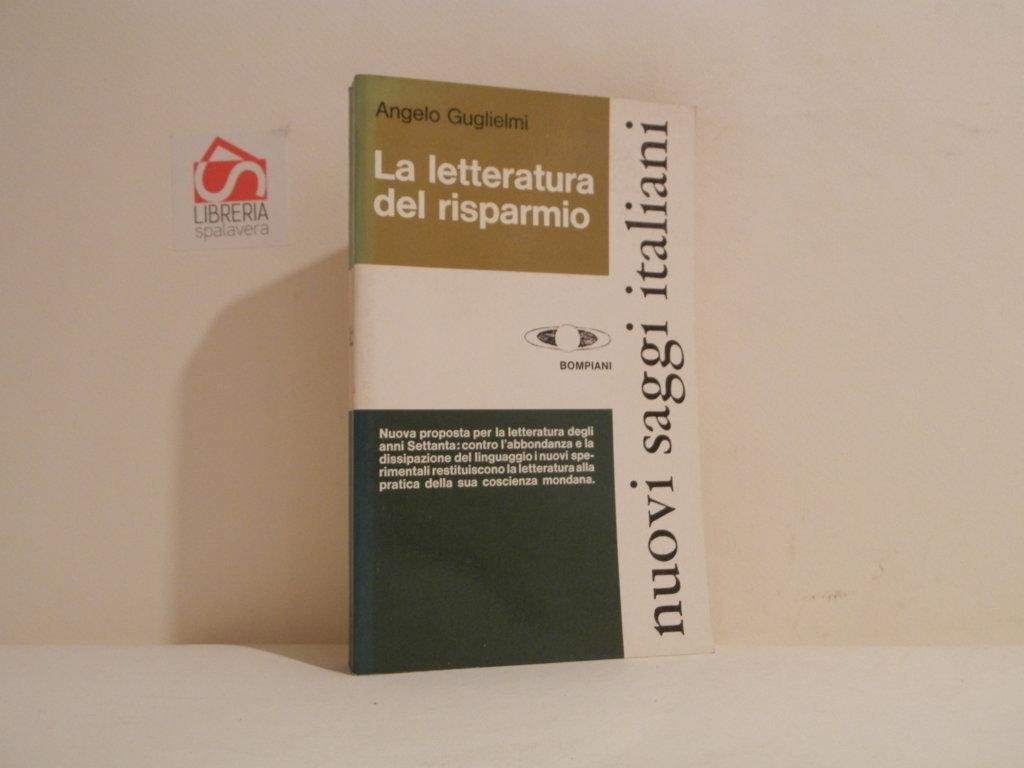 Angelo Guglielmi
La letteratura
del risparmio
BOMPIANI
Nuova proposta per la letteratura degli
anni Settanta: contro l'abbondanza e la
dissipazione del linguaggio i nuovi spe-
rimentali restituiscono la letteratura alla
pratica della sua coscienza mondana.
nuovi saggi italiani
LIBRERIA
spalavera